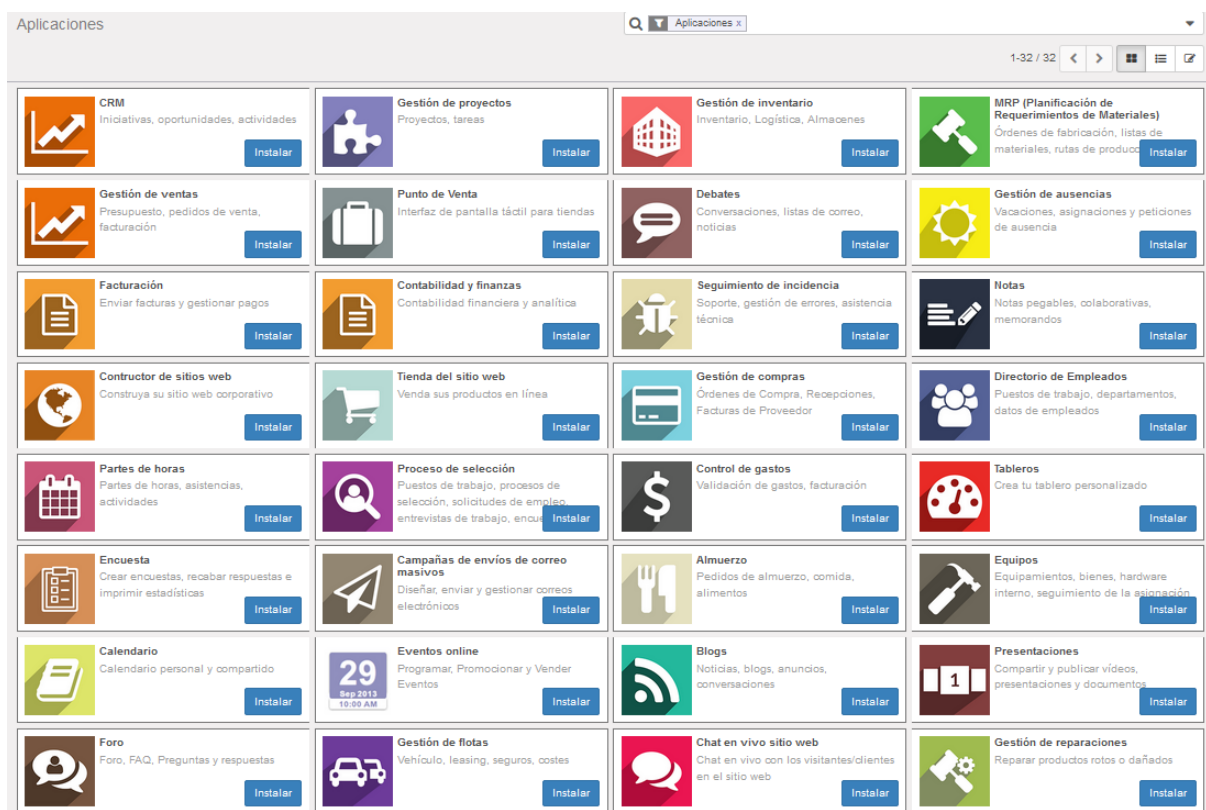 Aplicaciones
Aplicaciones x
1-32 / 32
CRM
Iniciativas, oportunidades, actividades
Instalar
Gestión de proyectos
Proyectos, tareas
Instalar
Gestión de inventario
Inventario, Logística, Almacenes
Instalar
MRP (Planificación de
Requerimientos de Materiales)
Órdenes de fabricación, listas de
materiales, rutas de producc
Instalar
Gestión de ventas
Presupuesto, pedidos de venta,
facturación
Instalar
Punto de Venta
Interfaz de pantalla táctil para tiendas
Instalar
Debates
Conversaciones, listas de correo,
noticias
Instalar
Gestión de ausencias
Vacaciones, asignaciones y peticiones
de ausencia
Instalar
Facturación
Enviar facturas y gestionar pagos
Instalar
Contabilidad y finanzas
Contabilidad financiera y analítica
Instalar
Seguimiento de incidencia
Soporte, gestión de errores, asistencia
técnica
Instalar
Notas
Notas pegables, colaborativas,
memorandos
Instalar
Contructor de sitios web
Construya su sitio web corporativo
Instalar
Tienda del sitio web
Venda sus productos en línea
Instalar
Gestión de compras
Órdenes de Compra, Recepciones,
Facturas de Proveedor
Instalar
Directorio de Empleados
Puestos de trabajo, departamentos,
datos de empleados
Instalar
Partes de horas
Partes de horas, asistencias,
actividades
Instalar
Proceso de selección
Puestos de trabajo, procesos de
selección, solicitudes de empleo,
entrevistas de trabajo, encue
Instalar
Control de gastos
Validación de gastos, facturación
Instalar
Tableros
Crea tu tablero personalizado
Instalar
Encuesta
Crear encuestas, recabar respuestas e
imprimir estadísticas
Instalar
Campañas de envíos de correo
masivos
Diseñar, enviar y gestionar correos
electrónicos
Instalar
Almuerzo
Pedidos de almuerzo, comida,
alimentos
Instalar
Equipos
Equipamientos, bienes, hardware
interno, seguimiento de la asignación
Instalar
Calendario
Calendario personal y compartido
Instalar
29
Sep 2013
10:00 AM
Eventos online
Programar, Promocionar y Vender
Eventos
Instalar
Blogs
Noticias, blogs, anuncios,
conversaciones
Instalar
1
Presentaciones
Compartir y publicar vídeos,
presentaciones y documentos
Instalar
Foro
Foro, FAQ, Preguntas y respuestas
Instalar
Gestión de flotas
Vehículo, leasing, seguros, costes
Instalar
Chat en vivo sitio web
Chat en vivo con los visitantes/clientes
en el sitio web
Instalar
Gestión de reparaciones
Reparar productos rotos o dañados
Instalar